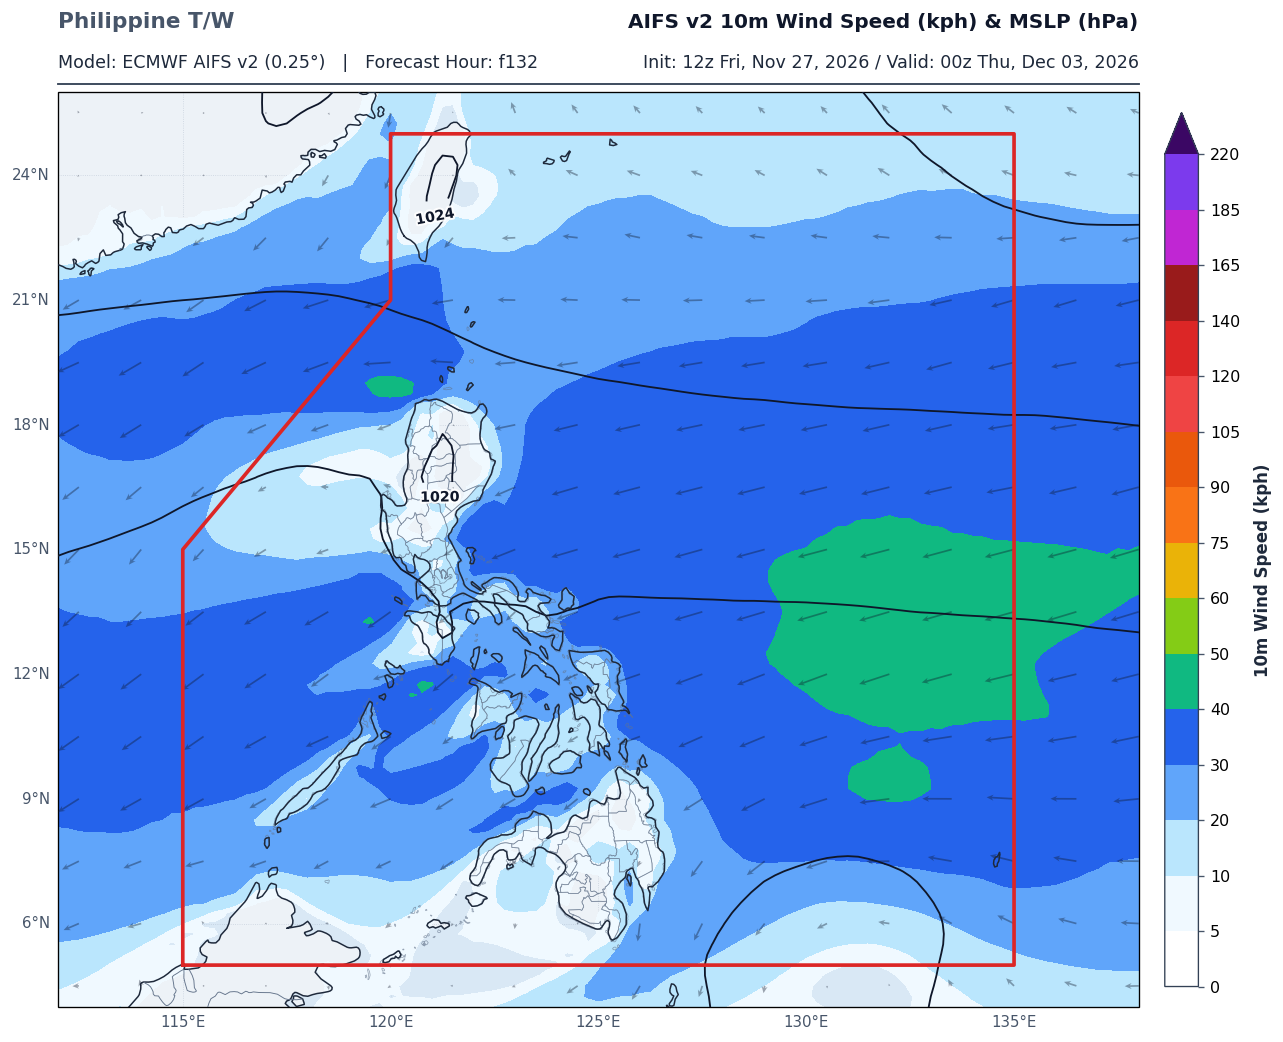 Philippine T/W
AIFS v2 10m Wind Speed (kph) & MSLP (hPa)
Model: ECMWF AIFS v2 (0.25°) | Forecast Hour: f132
Init: 12z Fri, Nov 27, 2026 / Valid: 00z Thu, Dec 03, 2026
24°N
21°N
18°N
15°N
12°N
9°N
6°N
1024
1020
115°E
120°E
125°E
130°E
135°E
220
185
165
140
120
105
90
75
60
50
40
30
20
10
5
0
10m Wind Speed (kph)